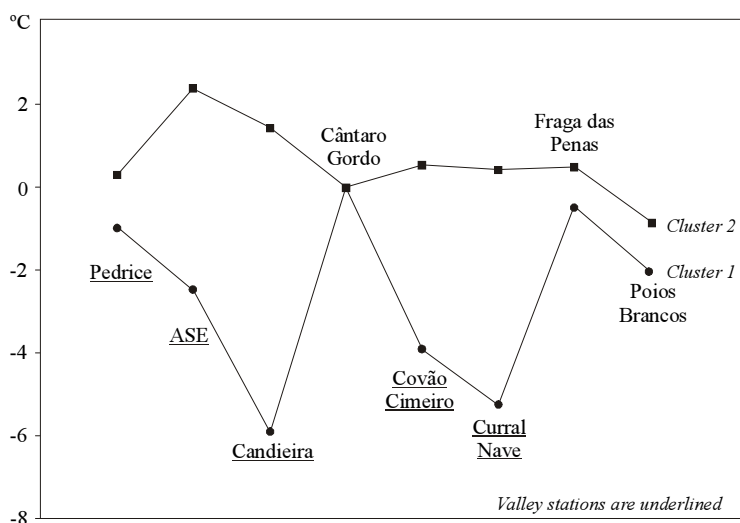 ºC
2
0
-2
-4
-6
-8
Cântaro
Gordo
Fraga das
Penas
Cluster 2
Cluster 1
Pedrice
Poios
Brancos
ASE
Covão
Cimeiro
Candieira
Curral
Nave
Valley stations are underlined